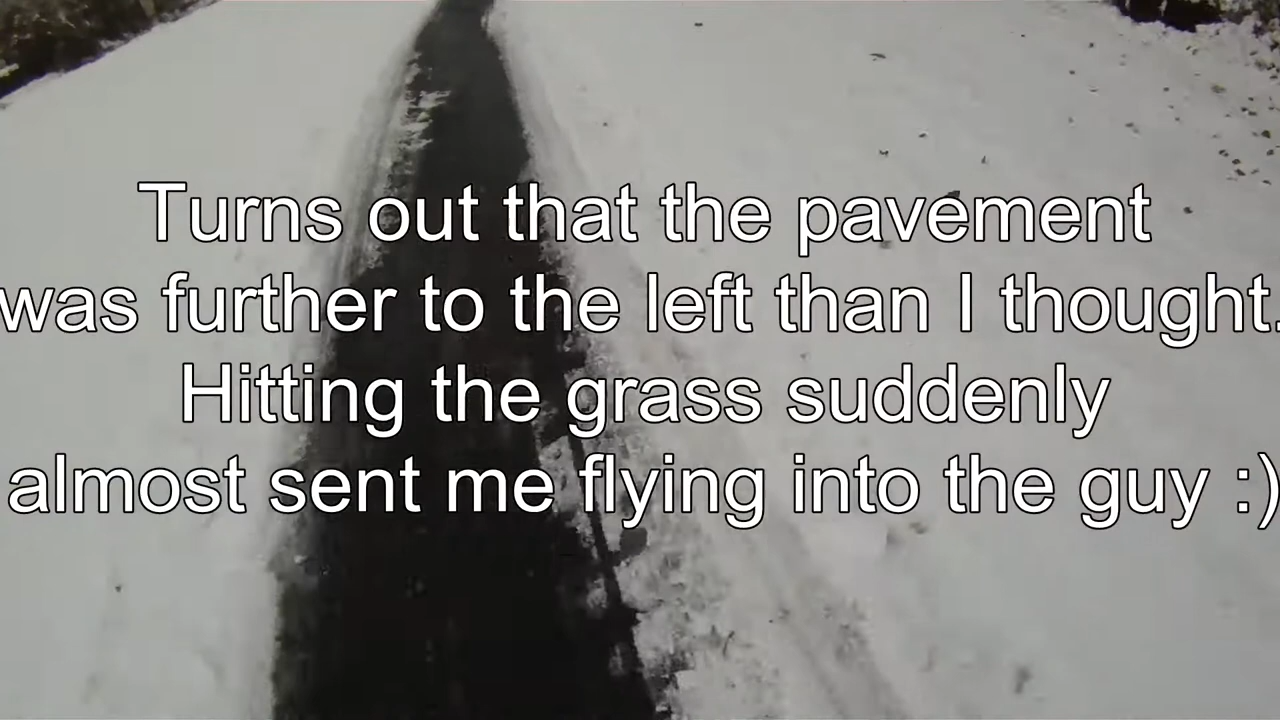 Turns out that the pavement
was further to the left than I thought.
Hitting the grass suddenly
almost sent me flying into the guy :)